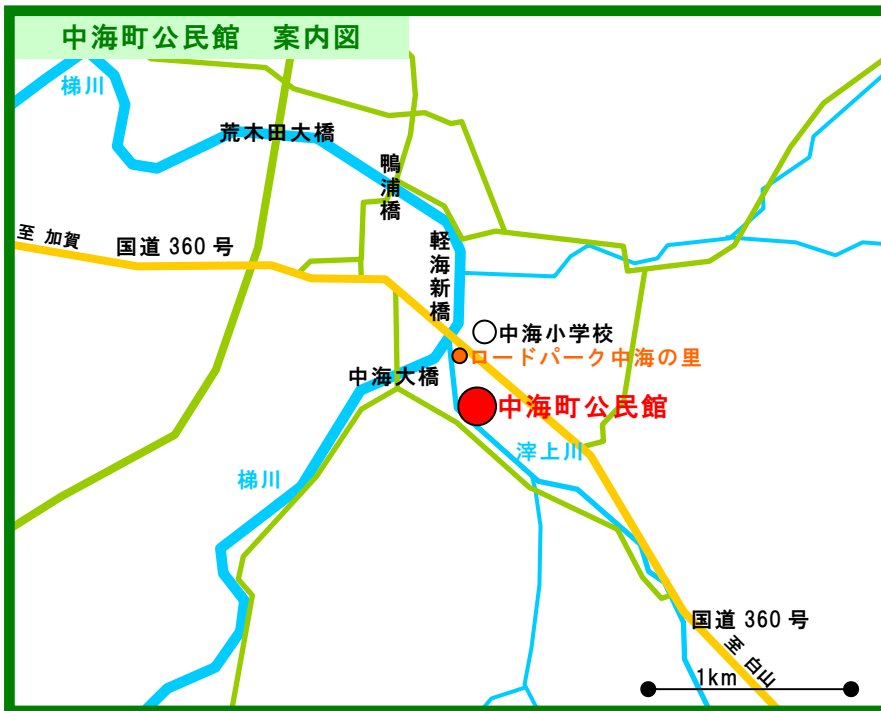 中海町公民館　案内図
梯川
荒木田大橋
鴨浦橋
至 加賀
国道 360 号
軽海新橋
中海小学校
ロードパーク中海の里
中海大橋
中海町公民館
滓上川
梯川
国道 360 号
至 白山
1km